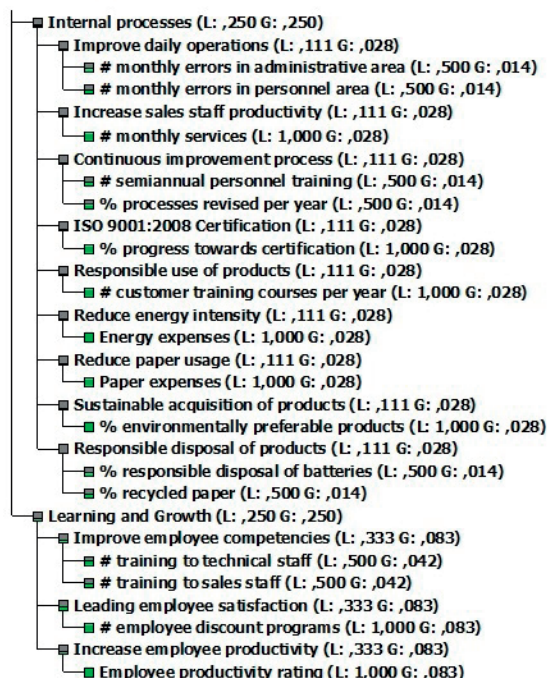 Internal processes (L: ,250 G: ,250)
Improve daily operations (L: ,111 G: ,028)
# monthly errors in administrative area (L: ,500 G: ,014)
# monthly errors in personnel area (L: ,500 G: ,014)
Increase sales staff productivity (L: ,111 G: ,028)
# monthly services (L: 1,000 G: ,028)
Continuous improvement process (L: ,111 G: ,028)
# semiannual personnel training (L: ,500 G: ,014)
% processes revised per year (L: ,500 G: ,014)
ISO 9001:2008 Certification (L: ,111 G: ,028)
% progress towards certification (L: 1,000 G: ,028)
Responsible use of products (L: ,111 G: ,028)
# customer training courses per year (L: 1,000 G: ,028)
Reduce energy intensity (L: ,111 G: ,028)
Energy expenses (L: 1,000 G: ,028)
Reduce paper usage (L: ,111 G: ,028)
Paper expenses (L: 1,000 G: ,028)
Sustainable acquisition of products (L: ,111 G: ,028)
% environmentally preferable products (L: 1,000 G: ,028)
Responsible disposal of products (L: ,111 G: ,028)
% responsible disposal of batteries (L: ,500 G: ,014)
% recycled paper (L: ,500 G: ,014)
Learning and Growth (L: ,250 G: ,250)
Improve employee competencies (L: ,333 G: ,083)
# training to technical staff (L: ,500 G: ,042)
# training to sales staff (L: ,500 G: ,042)
Leading employee satisfaction (L: ,333 G: ,083)
# employee discount programs (L: 1,000 G: ,083)
Increase employee productivity (L: ,333 G: ,083)
Employee productivity rating (L: 1,000 G: ,083)